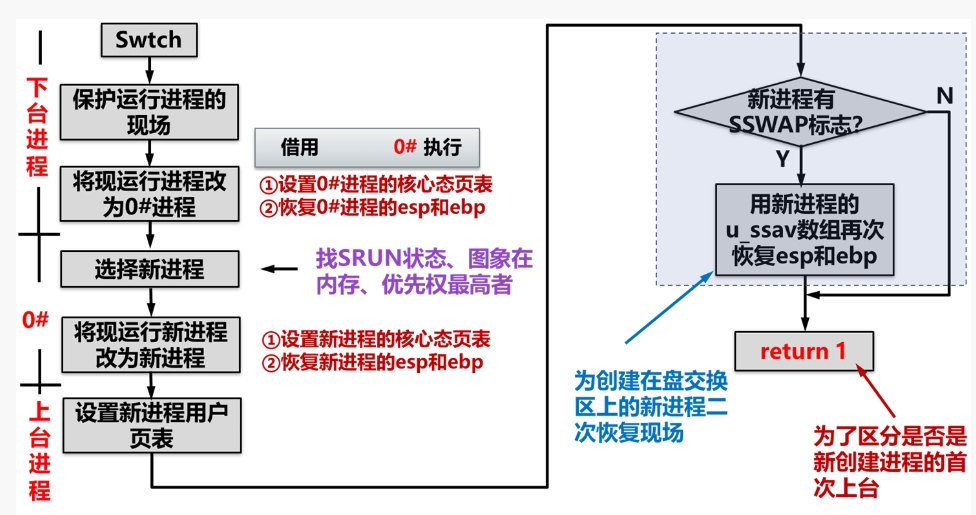 Swtch
下台进程
保护运行进程的
现场
将现运行进程改
为0#进程
借用 0# 执行
①设置0#进程的核心态页表
②恢复0#进程的esp和ebp
选择新进程
找SRUN状态、图象在
内存、优先权最高者
0#
将现运行新进程
改为新进程
①设置新进程的核心态页表
②恢复新进程的esp和ebp
上台进程
设置新进程用户
页表
新进程有
SSWAP标志?
N
Y
用新进程的
u_ssav数组再次
恢复esp和ebp
return 1
为创建在盘交换
区上的新进程二
次恢复现场
为了区分是否是
新创建进程的首
次上台